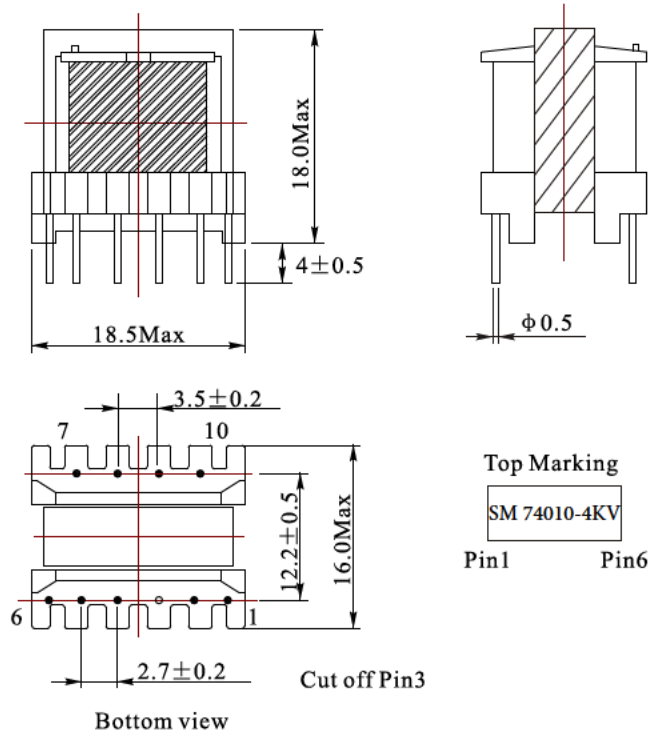 18.0Max
4±0.5
18.5Max
ϕ0.5
3.5±0.2
7
10
12.2±0.5
16.0Max
6
1
2.7±0.2
Cut off Pin3
Bottom view
Top Marking
SM 74010-4KV
Pin1
Pin6